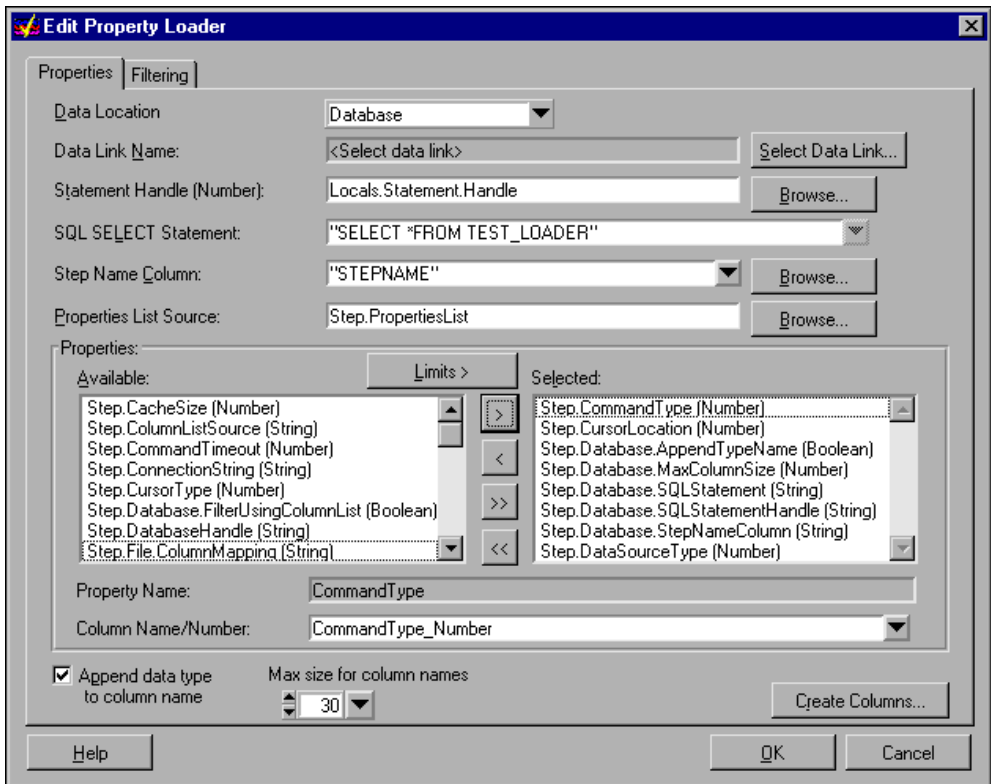 Edit Property Loader
Properties Filtering
Data Location Database
Data Link Name: <Select data link> Select Data Link...
Statement Handle (Number): Locals.Statement.Handle Browse...
SQL SELECT Statement: "SELECT *FROM TEST_LOADER"
Step Name Column: "STEPNAME" Browse...
Properties List Source: Step.PropertiesList Browse...
Properties:
Available: Limits > Selected:
Step.CacheSize (Number) > Step.CommandType (Number)
Step.ColumnListSource (String) Step.CursorLocation (Number)
Step.CommandTimeout (Number) Step.Database.AppendTypeName (Boolean)
Step.ConnectionString (String) < Step.Database.MaxColumnSize (Number)
Step.CursorType (Number) Step.Database.SQLStatement (String)
Step.Database.FilterUsingColumnList (Boolean) >> Step.Database.SQLStatementHandle (String)
Step.DatabaseHandle (String) Step.Database.StepNameColumn (String)
Step.File.ColumnMapping (String) << Step.DataSourceType (Number)
Property Name: CommandType
Column Name/Number: CommandType_Number
Append data type Max size for column names
to column name 30 Create Columns...
Help OK Cancel